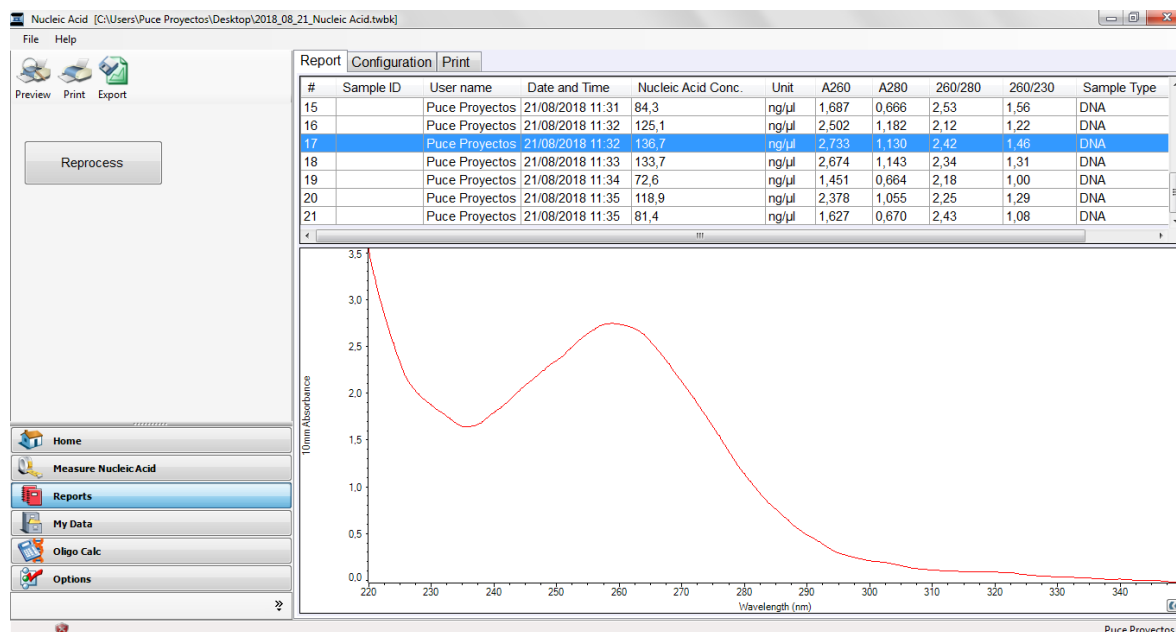 Nucleic Acid [C:\Users\Puce Proyectos\Desktop\2018_08_21_Nucleic Acid.twbk]
File Help
Preview Print Export
Reprocess
Report Configuration Print
# Sample ID User name Date and Time Nucleic Acid Conc. Unit A260 A280 260/280 260/230 Sample Type
15 Puce Proyectos 21/08/2018 11:31 84,3 ng/µl 1,687 0,666 2,53 1,56 DNA
16 Puce Proyectos 21/08/2018 11:32 125,1 ng/µl 2,502 1,182 2,12 1,22 DNA
17 Puce Proyectos 21/08/2018 11:32 136,7 ng/µl 2,733 1,130 2,42 1,46 DNA
18 Puce Proyectos 21/08/2018 11:33 133,7 ng/µl 2,674 1,143 2,34 1,31 DNA
19 Puce Proyectos 21/08/2018 11:34 72,6 ng/µl 1,451 0,664 2,18 1,00 DNA
20 Puce Proyectos 21/08/2018 11:35 118,9 ng/µl 2,378 1,055 2,25 1,29 DNA
21 Puce Proyectos 21/08/2018 11:35 81,4 ng/µl 1,627 0,670 2,43 1,08 DNA
3,5
3,0
2,5
2,0
1,5
1,0
0,5
0,0
10mm Absorbance
220 230 240 250 260 270 280 290 300 310 320 330 340
Wavelength (nm)
Home
Measure Nucleic Acid
Reports
My Data
Oligo Calc
Options
Puce Proyectos